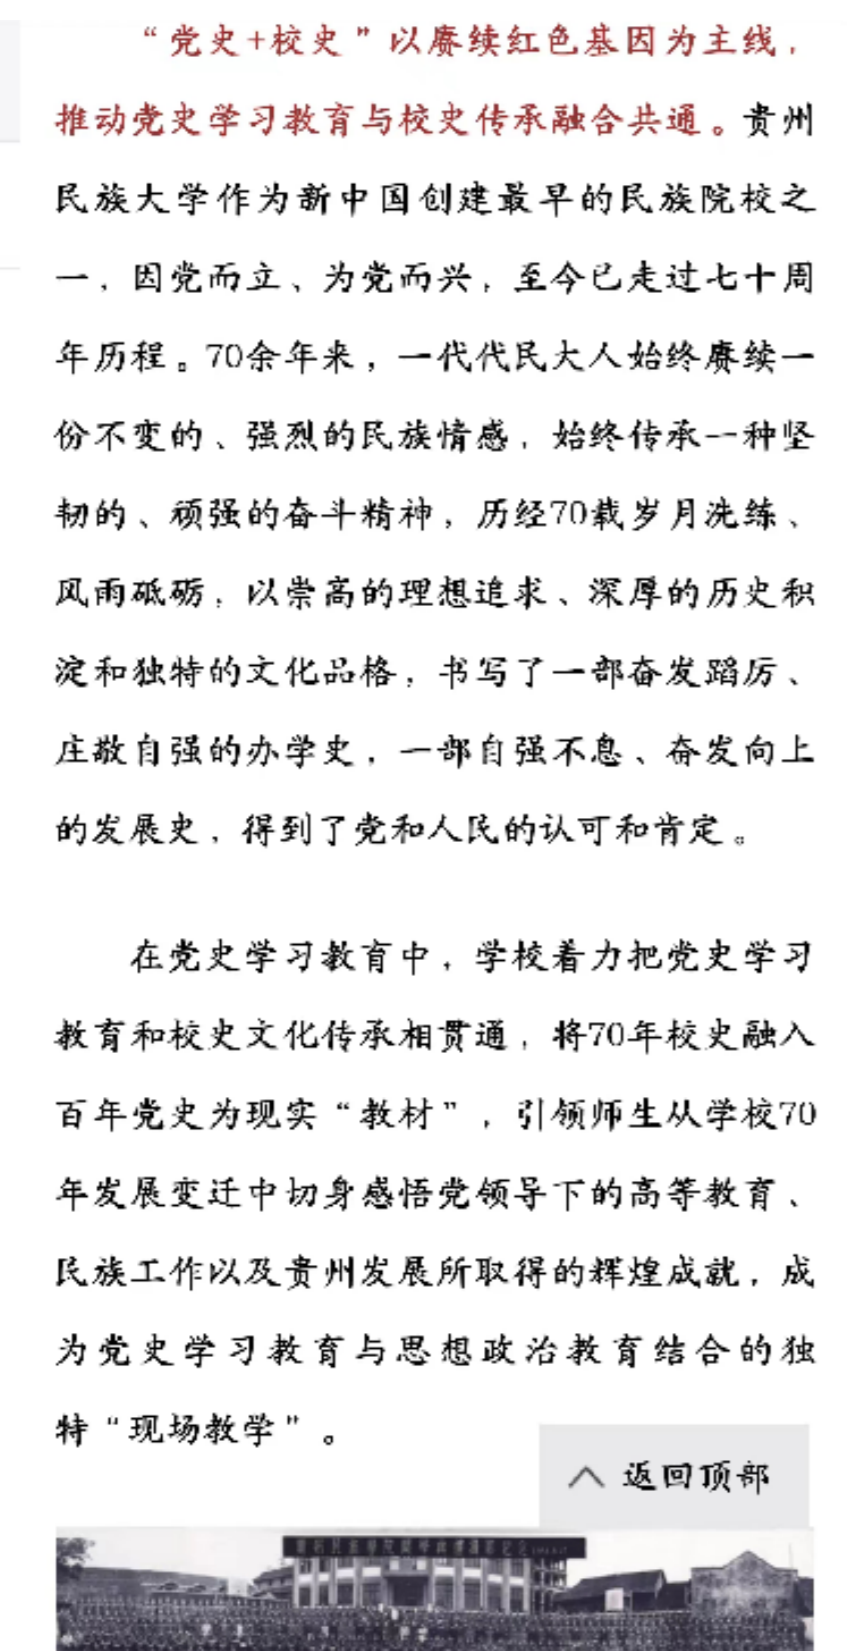 “党史+校史”以赓续红色基因为主线，
推动党史学习教育与校史传承融合共通。贵州
民族大学作为新中国创建最早的民族院校之
一，因党而立、为党而兴，至今已走过七十周
年历程。70余年来，一代代民大人始终赓续一
份不变的、强烈的民族情感，始终传承一种坚
韧的、顽强的奋斗精神，历经70载岁月洗练、
风雨砥砺，以崇高的理想追求、深厚的历史积
淀和独特的文化品格，书写了一部奋发蹈厉、
庄敬自强的办学史，一部自强不息、奋发向上
的发展史，得到了党和人民的认可和肯定。
在党史学习教育中，学校着力把党史学习
教育和校史文化传承相贯通，将70年校史融入
百年党史为现实“教材”，引领师生从学校70
年发展变迁中切身感悟党领导下的高等教育、
民族工作以及贵州发展所取得的辉煌成就，成
为党史学习教育与思想政治教育结合的独
特“现场教学”。
返回顶部